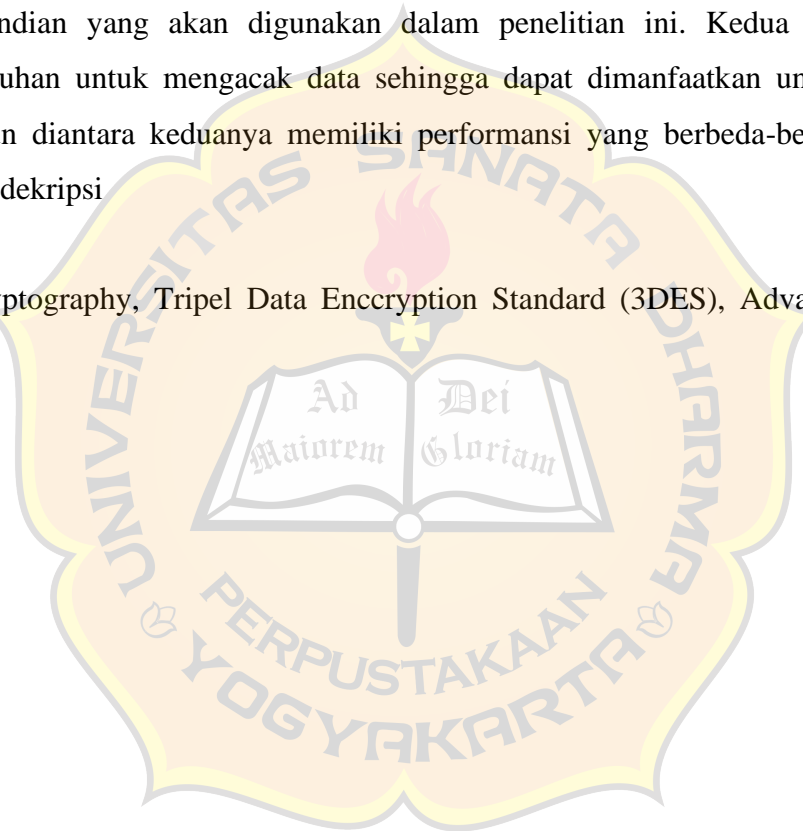 ndian yang akan digunakan dalam penelitian ini. Kedua
uhan untuk mengacak data sehingga dapat dimanfaatkan un
n diantara keduanya memiliki performansi yang berbeda-be
dekripsi
yptography, Tripel Data Enccryption Standard (3DES), Adva
UNIVERSITAS SANATA DHARMA
Ad Dei
Maiorem Gloriam
PERPUSTAKAAN
YOGYAKARTA